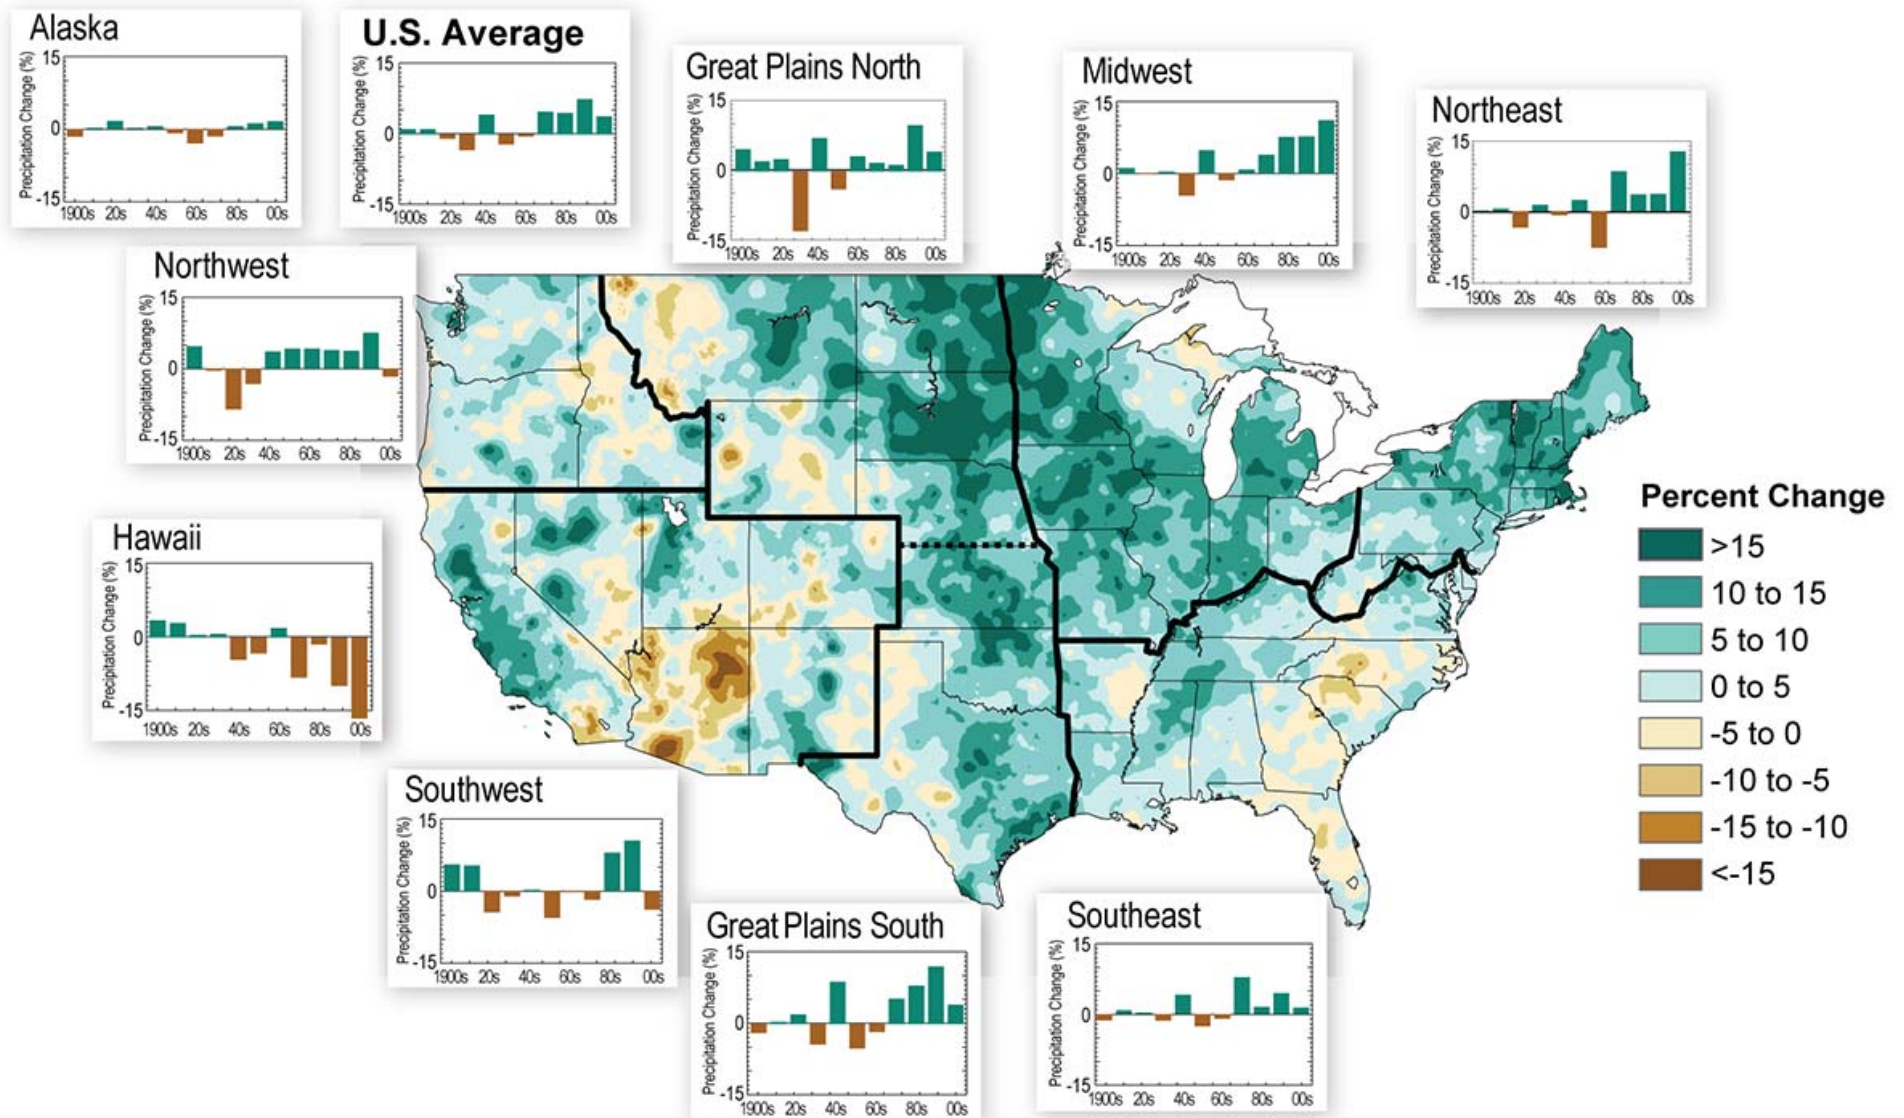 Alaska
Precipitation Change (%)
15
0
-15
1900s 20s 40s 60s 80s 00s
U.S. Average
Precipitation Change (%)
15
0
-15
1900s 20s 40s 60s 80s 00s
Great Plains North
Precipitation Change (%)
15
0
-15
1900s 20s 40s 60s 80s 00s
Midwest
Precipitation Change (%)
15
0
-15
1900s 20s 40s 60s 80s 00s
Northeast
Precipitation Change (%)
15
0
-15
1900s 20s 40s 60s 80s 00s
Northwest
Precipitation Change (%)
15
0
-15
1900s 20s 40s 60s 80s 00s
Hawaii
Precipitation Change (%)
15
0
-15
1900s 20s 40s 60s 80s 00s
Southwest
Precipitation Change (%)
15
0
-15
1900s 20s 40s 60s 80s 00s
Great Plains South
Precipitation Change (%)
15
0
-15
1900s 20s 40s 60s 80s 00s
Southeast
Precipitation Change (%)
15
0
-15
1900s 20s 40s 60s 80s 00s
Percent Change
>15
10 to 15
5 to 10
0 to 5
-5 to 0
-10 to -5
-15 to -10
<-15